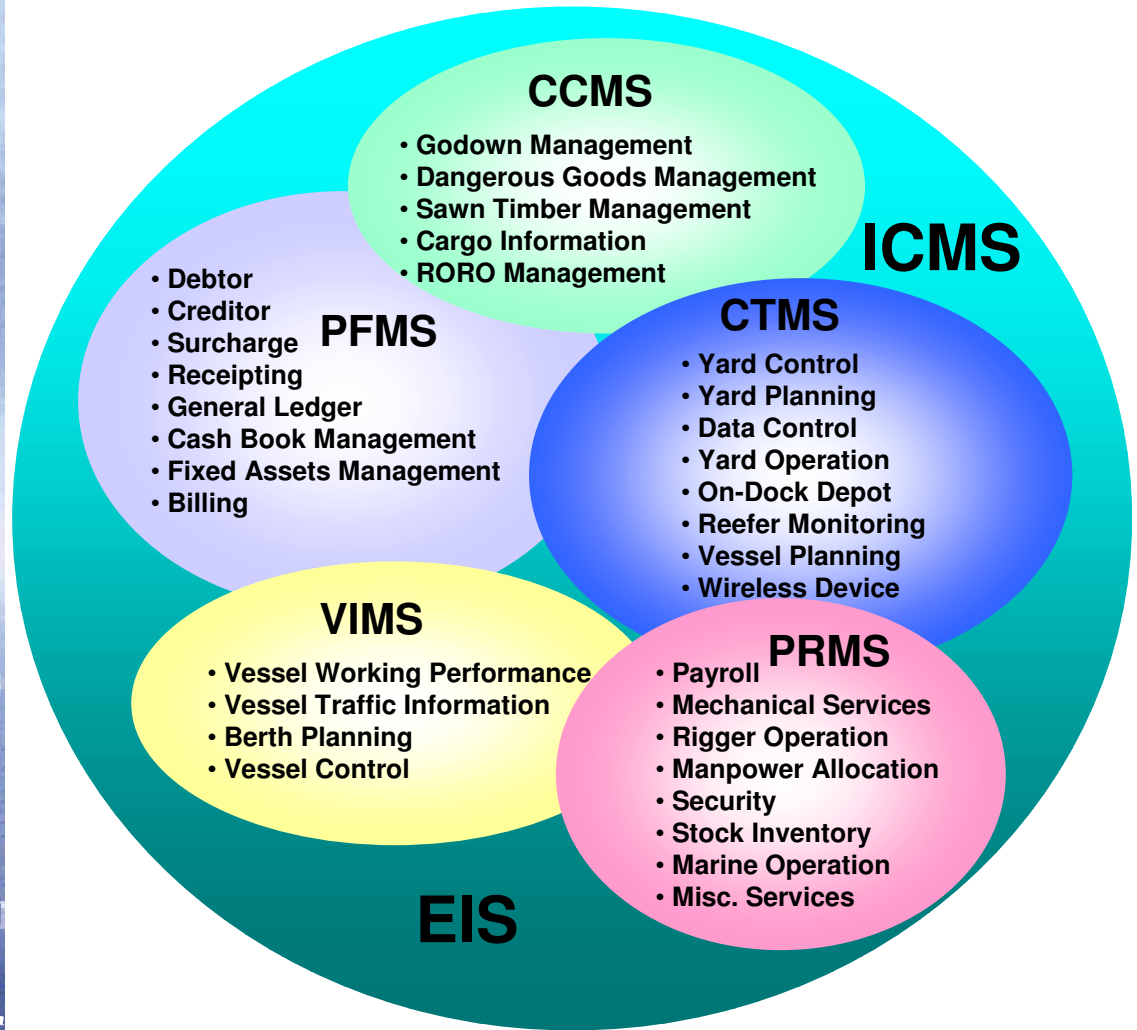 CCMS
• Godown Management
• Dangerous Goods Management
• Sawn Timber Management
• Cargo Information
• RORO Management
ICMS
PFMS
• Debtor
• Creditor
• Surcharge
• Receipting
• General Ledger
• Cash Book Management
• Fixed Assets Management
• Billing
CTMS
• Yard Control
• Yard Planning
• Data Control
• Yard Operation
• On-Dock Depot
• Reefer Monitoring
• Vessel Planning
• Wireless Device
VIMS
• Vessel Working Performance
• Vessel Traffic Information
• Berth Planning
• Vessel Control
PRMS
• Payroll
• Mechanical Services
• Rigger Operation
• Manpower Allocation
• Security
• Stock Inventory
• Marine Operation
• Misc. Services
EIS